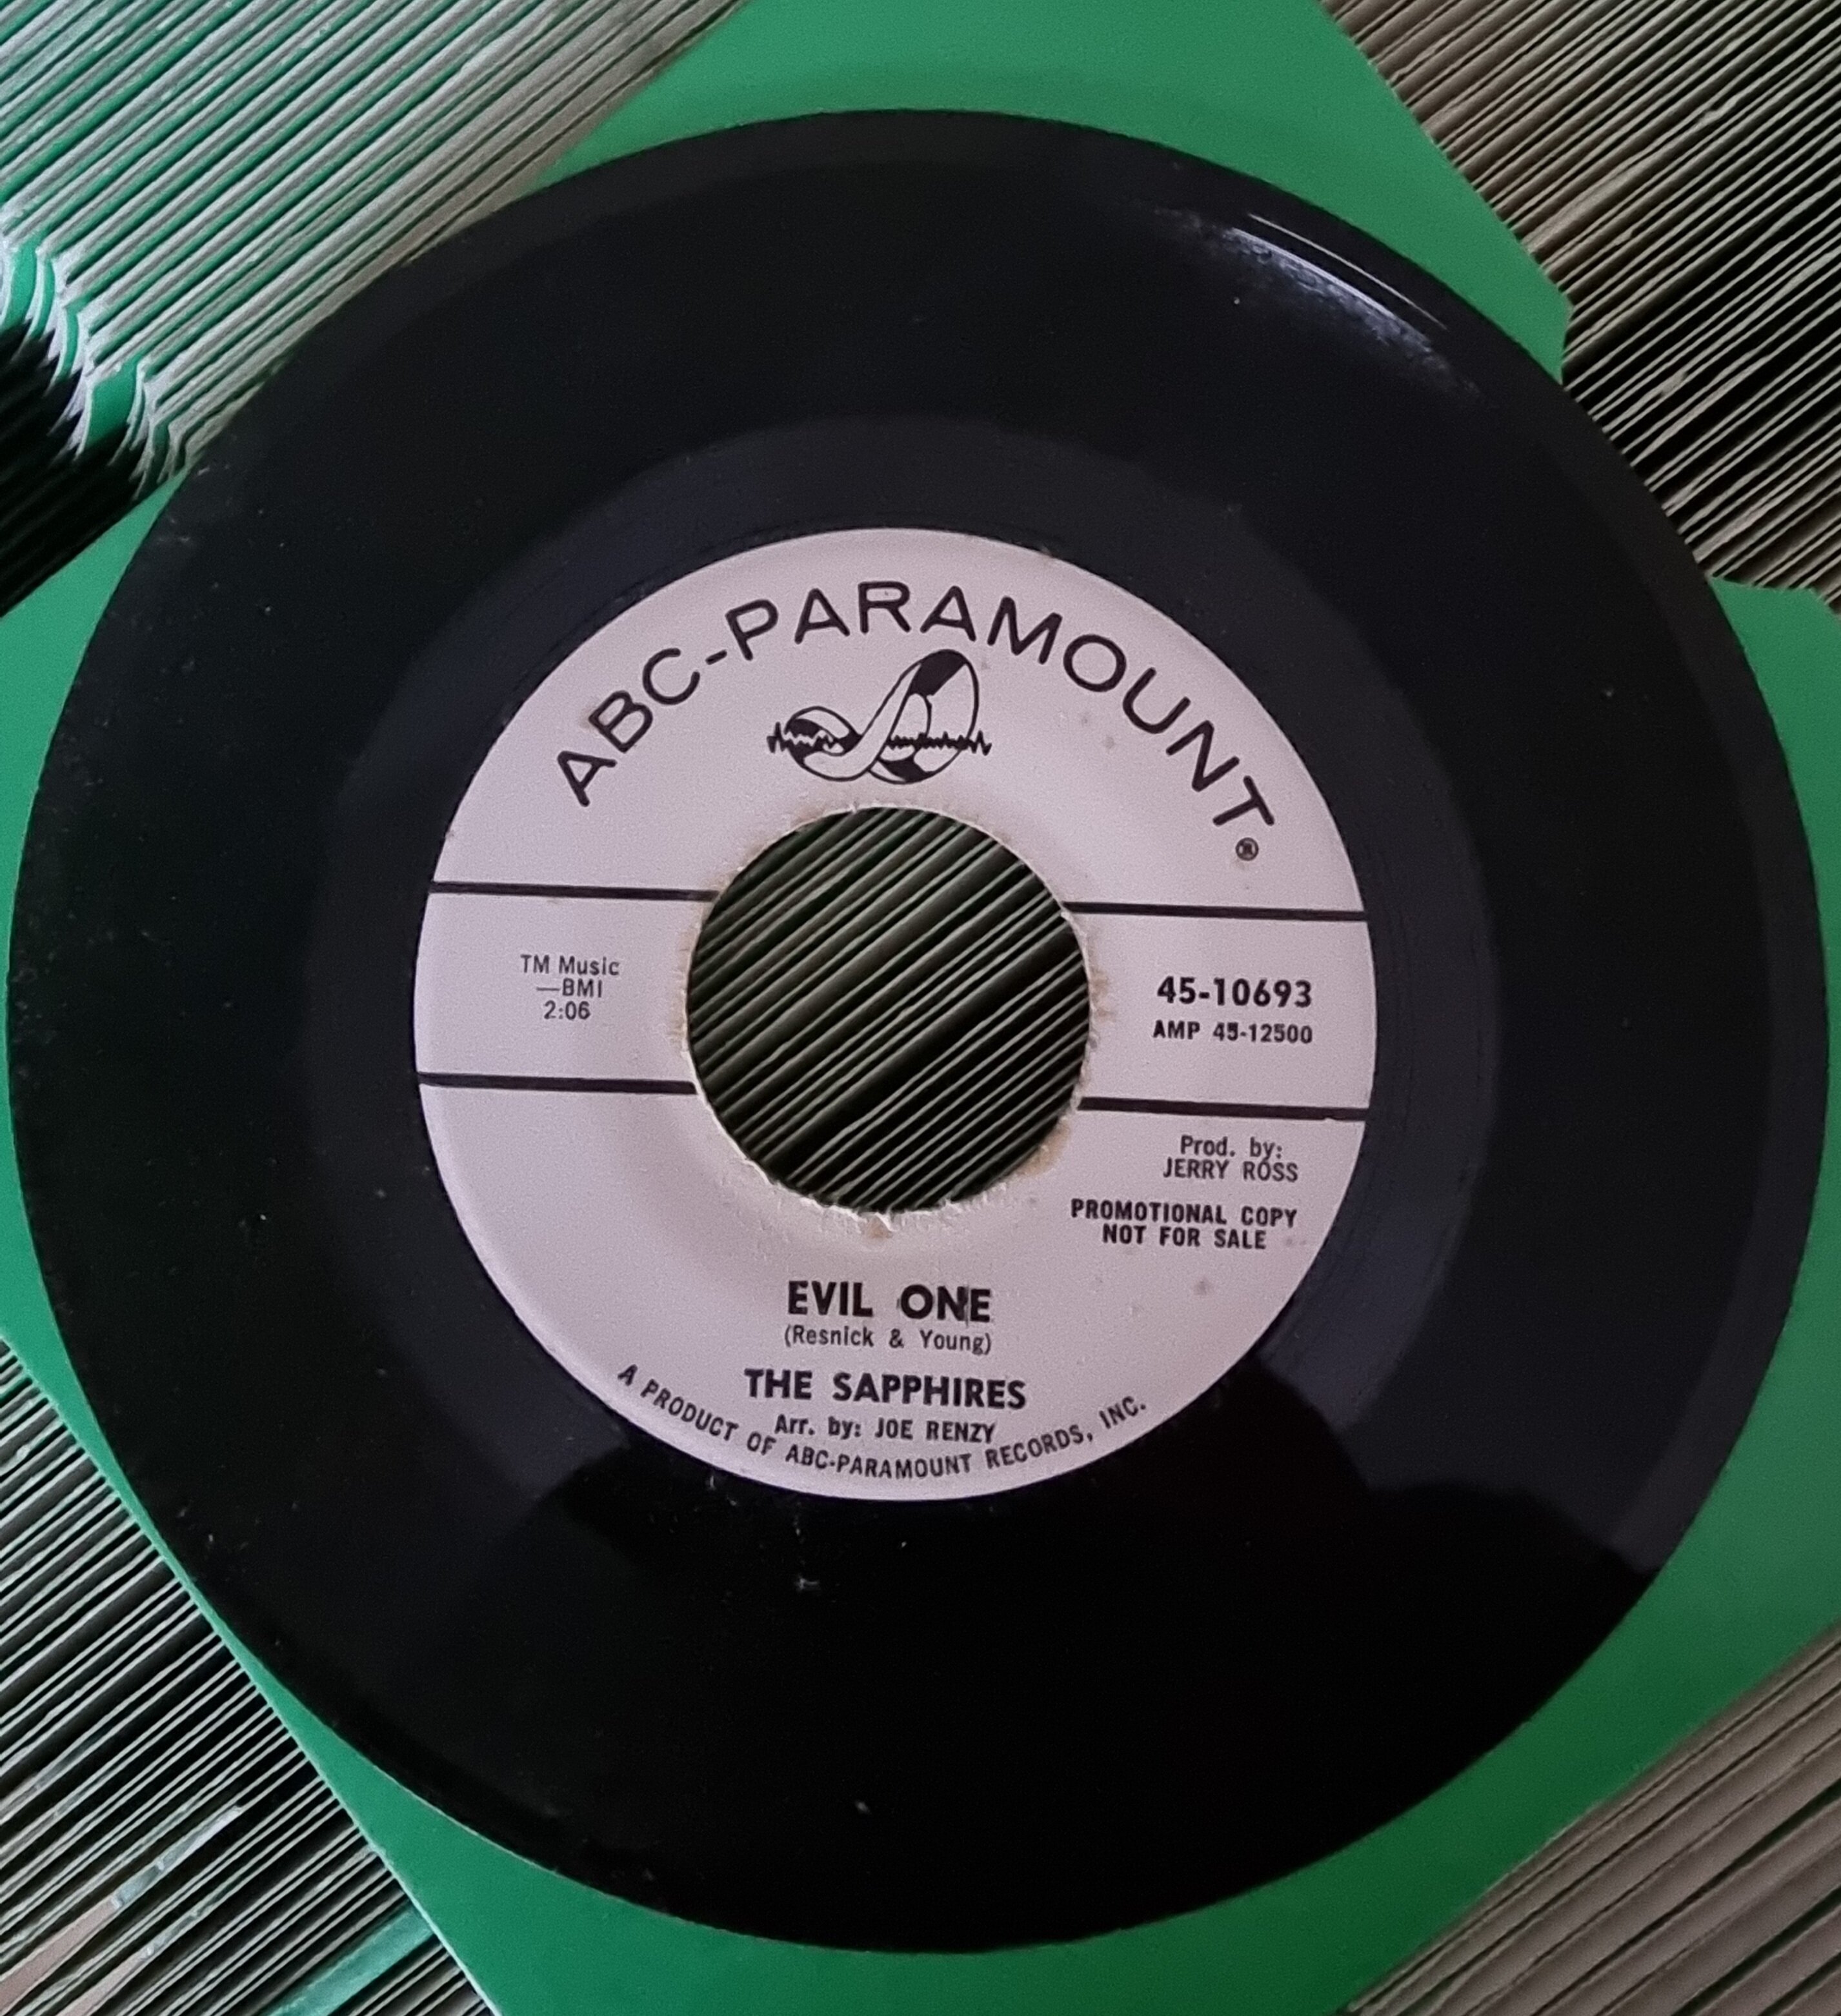 ABC-PARAMOUNT®
TM Music
—BMI
2:06
45-10693
AMP 45-12500
Prod. by:
JERRY ROSS
PROMOTIONAL COPY
NOT FOR SALE
EVIL ONE
(Resnick & Young)
THE SAPPHIRES
Arr. by: JOE RENZY
A PRODUCT OF ABC-PARAMOUNT RECORDS, INC.